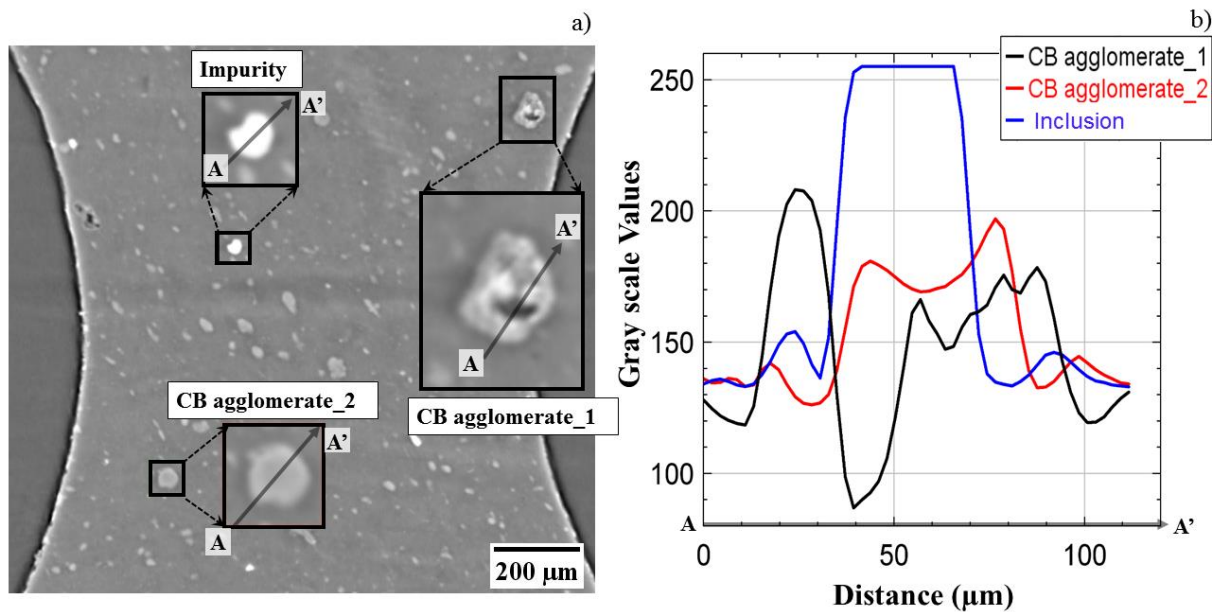 a)
Impurity
A'
A
A'
A
CB agglomerate_1
CB agglomerate_2
A'
A
200 μm
b)
CB agglomerate_1
CB agglomerate_2
Inclusion
Gray scale Values
250
200
150
100
A
A'
0
50
100
Distance (μm)